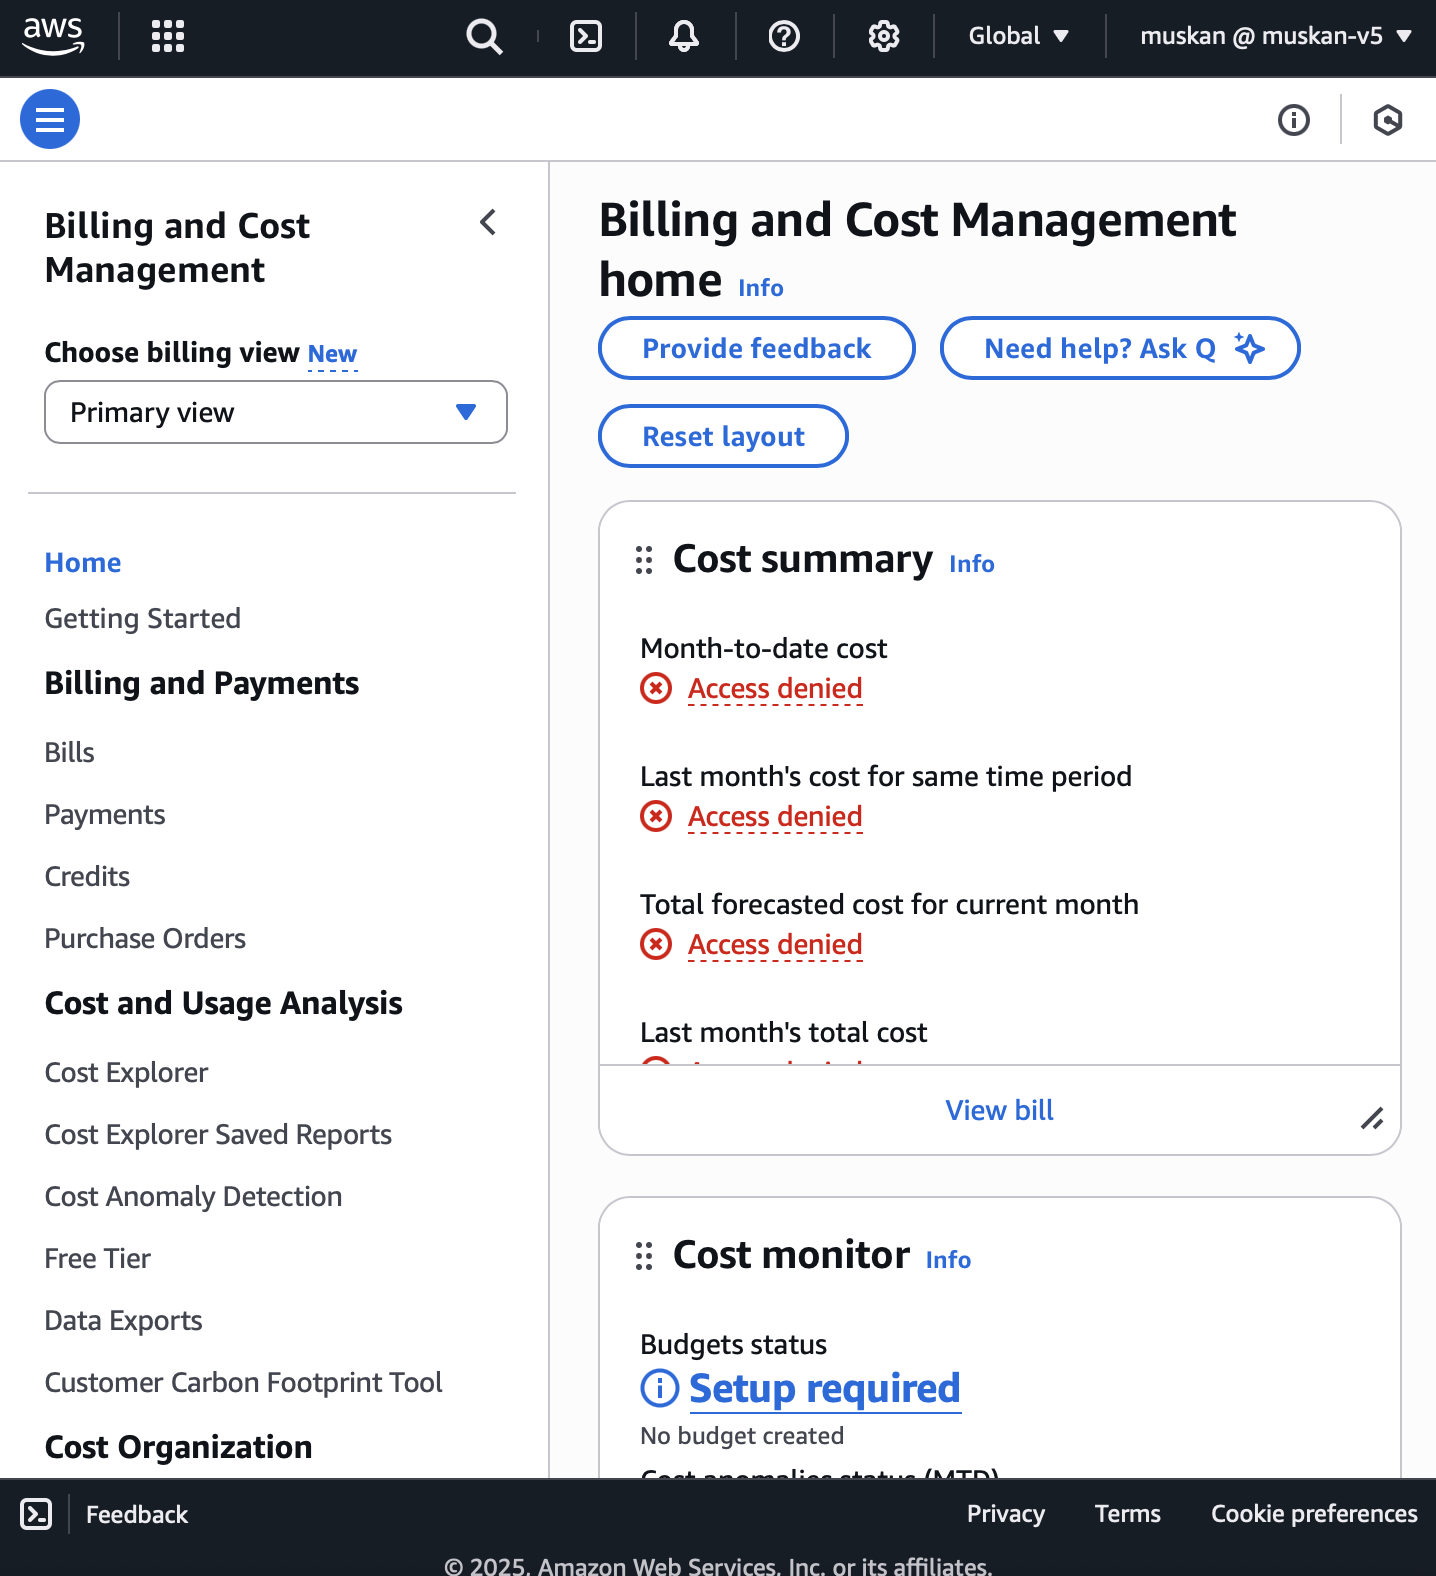 aws
Global
muskan @ muskan-v5
Billing and Cost
Management
Choose billing view New
Primary view
Home
Getting Started
Billing and Payments
Bills
Payments
Credits
Purchase Orders
Cost and Usage Analysis
Cost Explorer
Cost Explorer Saved Reports
Cost Anomaly Detection
Free Tier
Data Exports
Customer Carbon Footprint Tool
Cost Organization
Billing and Cost Management
home Info
Provide feedback
Need help? Ask Q
Reset layout
Cost summary Info
Month-to-date cost
Access denied
Last month's cost for same time period
Access denied
Total forecasted cost for current month
Access denied
Last month's total cost
Access denied
View bill
Cost monitor Info
Budgets status
Setup required
No budget created
Cost anomalies status (MTD)
Feedback
Privacy
Terms
Cookie preferences
© 2025, Amazon Web Services, Inc. or its affiliates.